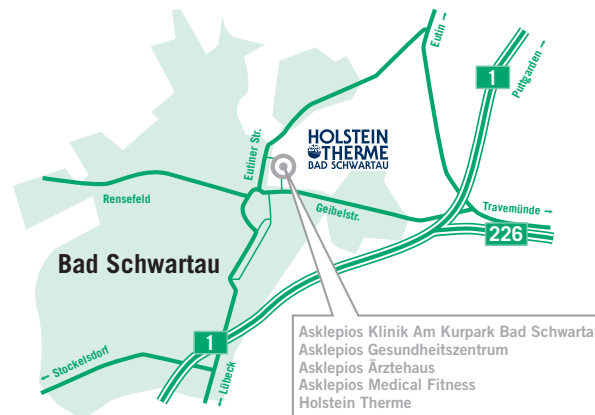 Eutin →
Puttgarden →
1
Eutiner Str.
HOLSTEIN
THERME
BAD SCHWARTAU
Rensefeld
Geibelstr.
Travemünde →
226
Bad Schwartau
1
← Stockelsdorf
← Lübeck
Asklepios Klinik Am Kurpark Bad Schwartau
Asklepios Gesundheitszentrum
Asklepios Ärztehaus
Asklepios Medical Fitness
Holstein Therme